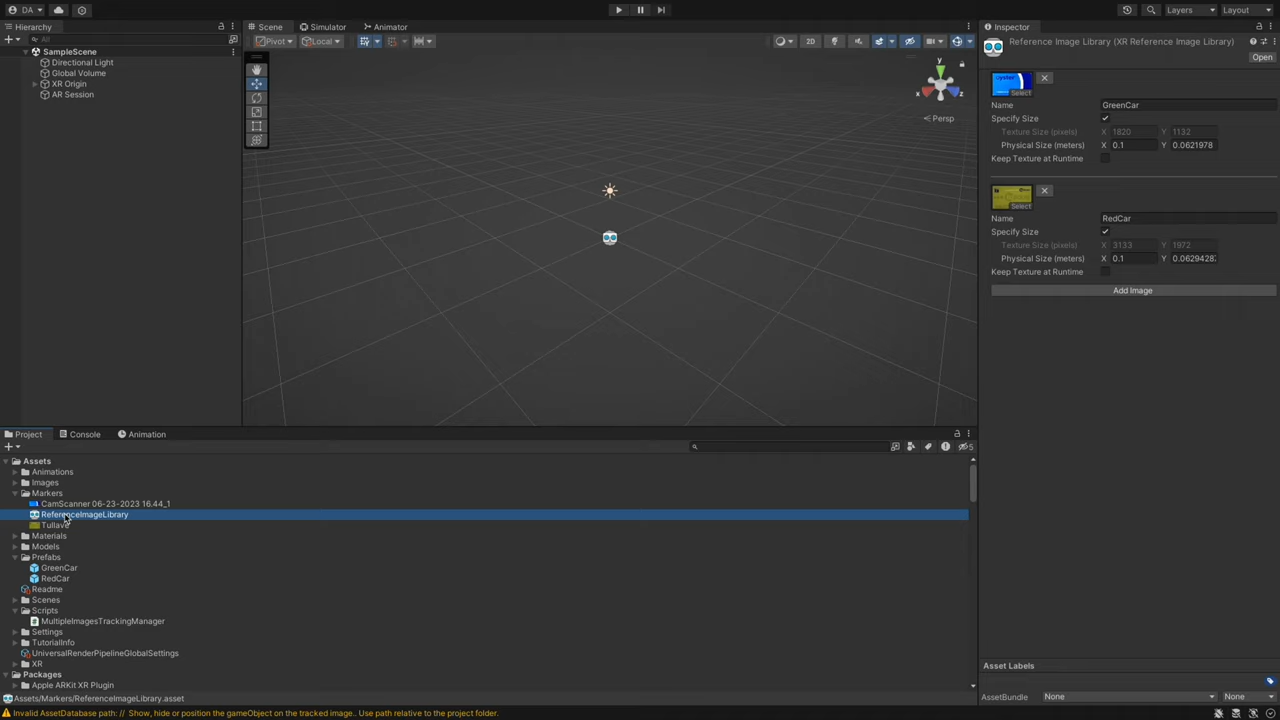 DA
Layers
Layout
Hierarchy
All
SampleScene
Directional Light
Global Volume
XR Origin
AR Session
Scene
Simulator
Animator
Pivot
Local
2D
y
x
z
Persp
Inspector
Reference Image Library (XR Reference Image Library)
Open
Oyster
Select
Name
GreenCar
Specify Size
Texture Size (pixels)
X 1820 Y 1132
Physical Size (meters)
X 0.1 Y 0.0621978
Keep Texture at Runtime
Select
Name
RedCar
Specify Size
Texture Size (pixels)
X 3133 Y 1972
Physical Size (meters)
X 0.1 Y 0.0629428
Keep Texture at Runtime
Add Image
Project
Console
Animation
5
Assets
Animations
Images
Markers
CamScanner 06-23-2023 16.44_1
ReferenceImageLibrary
Tullave
Materials
Models
Prefabs
GreenCar
RedCar
Readme
Scenes
Scripts
MultipleImagesTrackingManager
Settings
TutorialInfo
UniversalRenderPipelineGlobalSettings
XR
Packages
Apple ARKit XR Plugin
Assets/Markers/ReferenceImageLibrary.asset
Asset Labels
AssetBundle
None
None
Invalid AssetDatabase path: // Show, hide or position the gameObject on the tracked image. . Use path relative to the project folder.